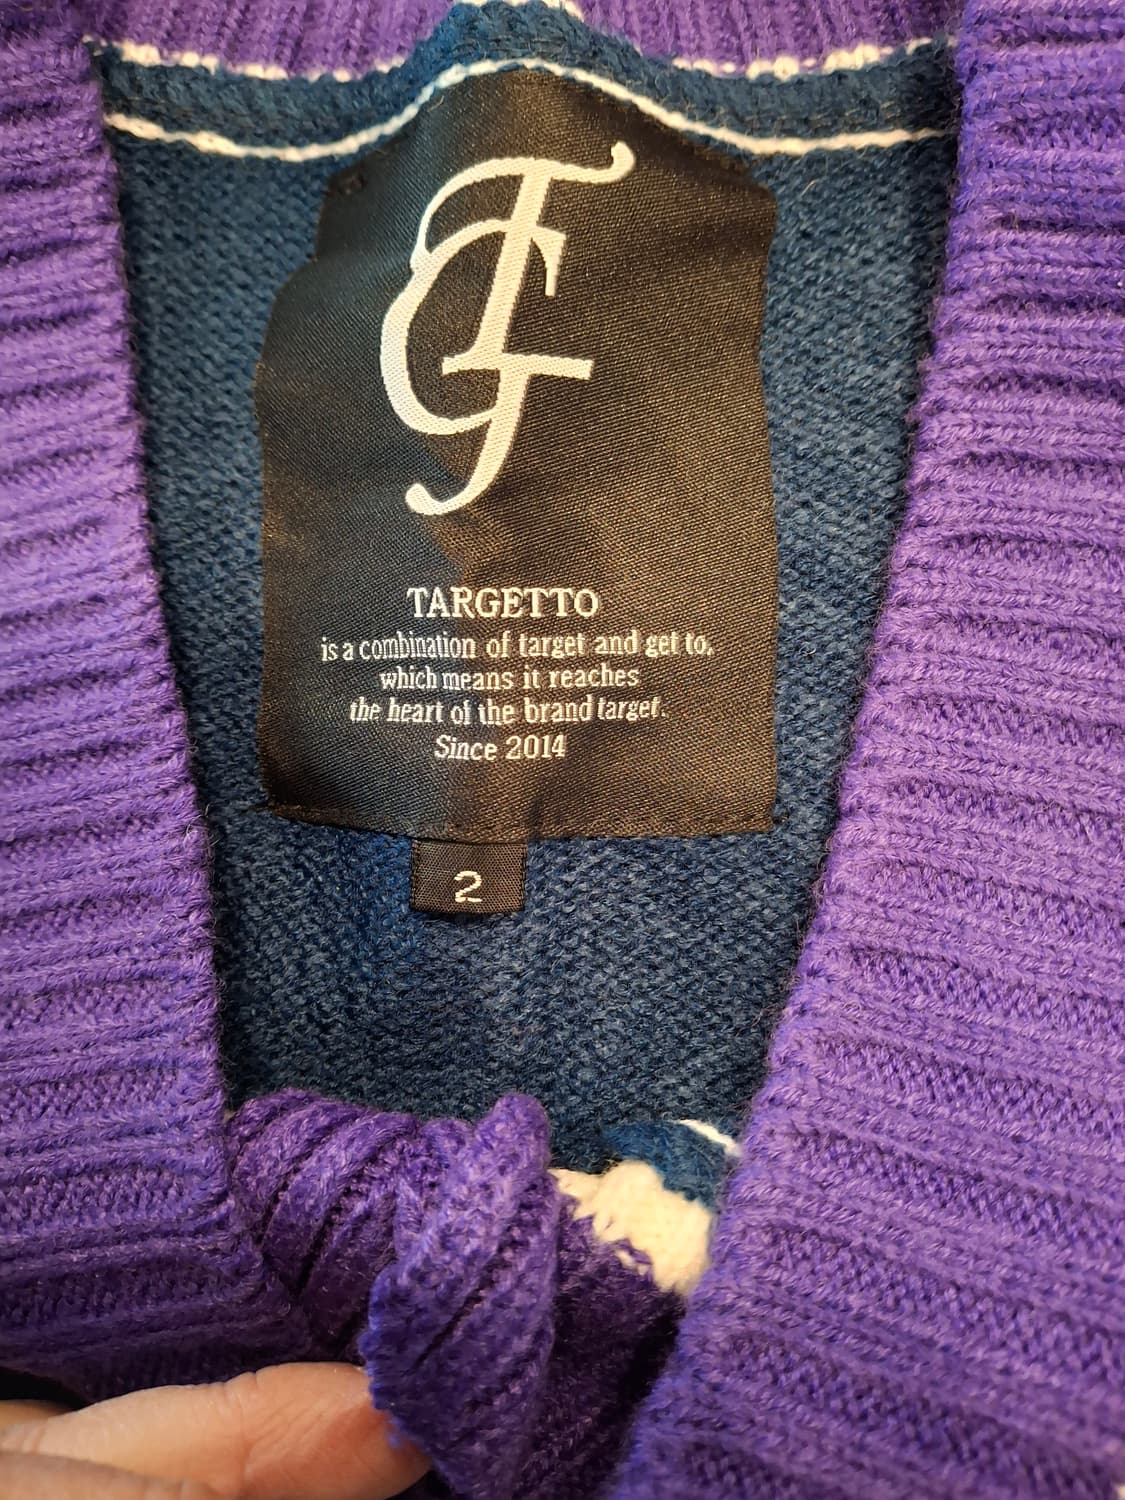 TARGETTO
is a combination of target and get to,
which means it reaches
the heart of the brand target.
Since 2014
2